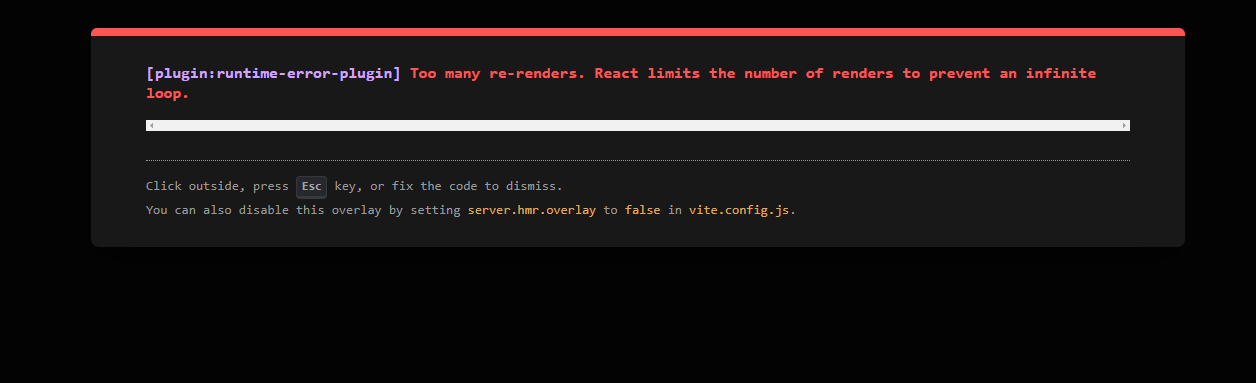 [plugin:runtime-error-plugin] Too many re-renders. React limits the number of renders to prevent an infinite
loop.
Click outside, press Esc key, or fix the code to dismiss.
You can also disable this overlay by setting server.hmr.overlay to false in vite.config.js.